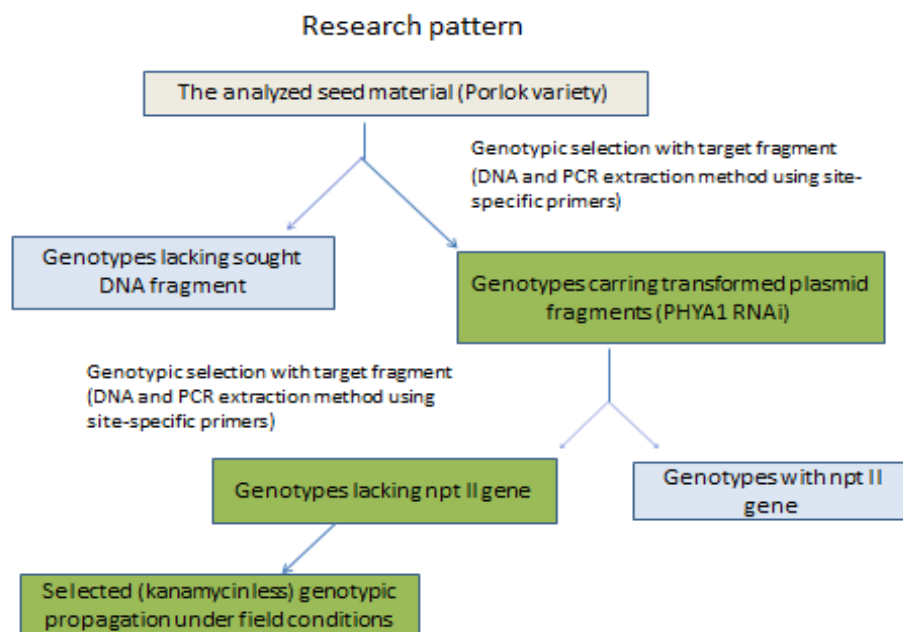 Research pattern
The analyzed seed material (Porlok variety)
Genotypic selection with target fragment
(DNA and PCR extraction method using site-
specific primers)
Genotypes lacking sought
DNA fragment
Genotypes carring transformed plasmid
fragments (PHYA1 RNAi)
Genotypic selection with target fragment
(DNA and PCR extraction method using
site-specific primers)
Genotypes lacking npt II gene
Genotypes with npt II
gene
Selected (kanamycin less) genotypic
propagation under field conditions